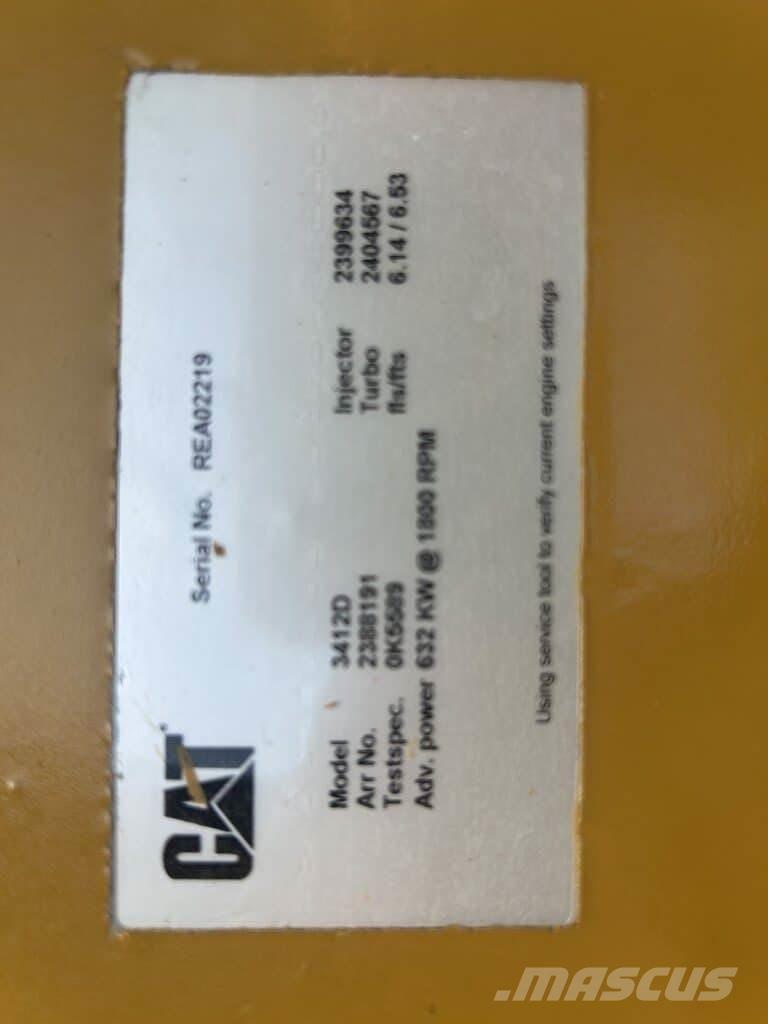 CAT
Serial No. REA02219
Model 3412D Injector 2399634
Arr No. 2388191 Turbo 2404567
Testspec. 0K5589 fls/fts 6.14 / 6.53
Adv. power 632 KW @ 1800 RPM
Using service tool to verify current engine settings
.MASCUS